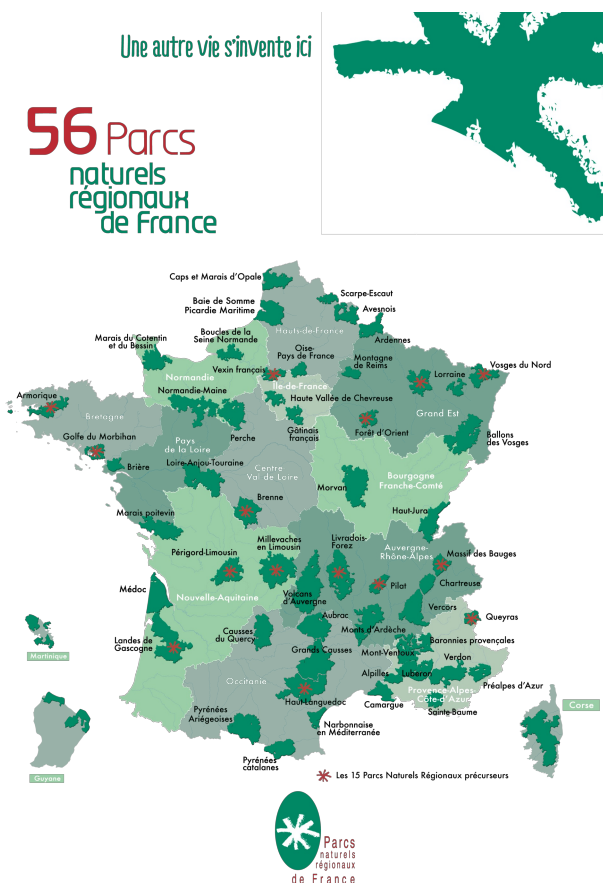 Une autre vie s'invente ici
56 Parcs
naturels
régionaux
de France
Caps et Marais d'Opale
Scarpe-Escaut
Baie de Somme
Picardie Maritime
Avesnois
Hauts-de-France
Boucles de la
Seine Normande
Marais du Cotentin
et du Bessin
Ardennes
Oise-
Pays de France
Montagne
de Reims
Vosges du Nord
Vexin français
Lorraine
Normandie
Île-de-France
Normandie-Maine
Haute Vallée de Chevreuse
Armorique
Bretagne
Grand Est
Golfe du Morbihan
Perche
Gâtinais
français
Forêt d'Orient
Ballons
des Vosges
Pays
de la Loire
Brière
Loire-Anjou-Touraine
Centre
Val de Loire
Bourgogne
Franche-Comté
Morvan
Brenne
Marais poitevin
Haut-Jura
Millevaches
en Limousin
Livradois-
Forez
Périgord-Limousin
Auvergne-
Rhône-Alpes
Massif des Bauges
Médoc
Pilat
Chartreuse
Nouvelle-Aquitaine
Volcans
d'Auvergne
Vercors
Aubrac
Queyras
Causses
du Quercy
Monts d'Ardèche
Landes de
Gascogne
Baronnies provençales
Grands Causses
Mont-Ventoux
Verdon
Martinique
Alpilles
Luberon
Occitanie
Préalpes d'Azur
Provence-Alpes-
Côte-d'Azur
Haut-Languedoc
Camargue
Sainte-Baume
Corse
Pyrénées
Ariégeoises
Narbonnaise
en Méditerranée
Pyrénées
catalanes
Guyane
Les 15 Parcs Naturels Régionaux précurseurs
Parcs
naturels
régionaux
de France